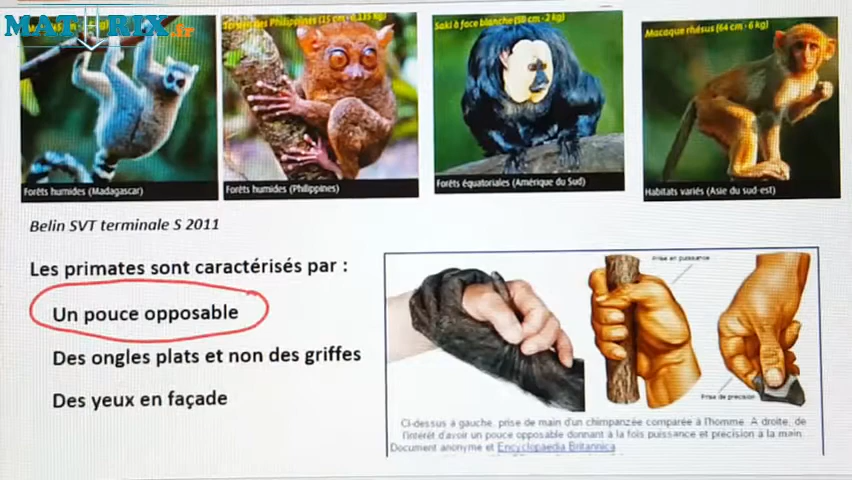 MATHRIX.fr
Tarsier des Philippines (15 cm - 0,135 kg)
Saki à face blanche (50 cm - 2 kg)
Macaque rhésus (64 cm - 6 kg)
Forêts humides (Madagascar)
Forêts humides (Philippines)
Forêts équatoriales (Amérique du Sud)
Habitats variés (Asie du sud-est)
Belin SVT terminale S 2011
Les primates sont caractérisés par :
Un pouce opposable
Des ongles plats et non des griffes
Des yeux en façade
Prise en puissance
Prise de précision
Ci-dessus à gauche, prise de main d'un chimpanzée comparée à l'homme. A droite, de
l'intérêt d'avoir un pouce opposable donnant à la fois puissance et précision à la main.
Document anonyme et Encyclopaedia Britannica